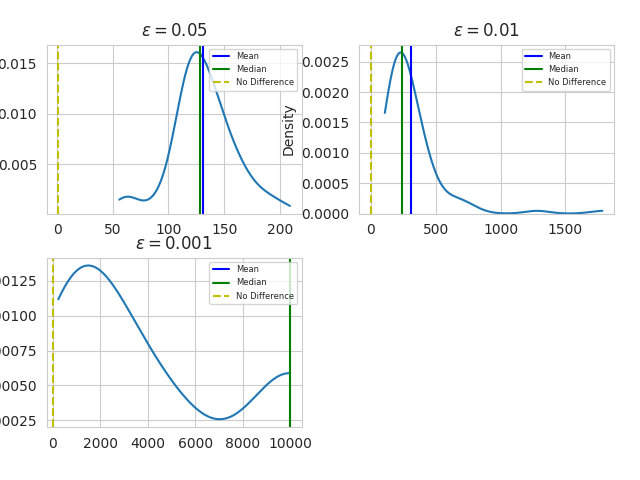 ε = 0.05
0.015
0.010
0.005
Mean
Median
No Difference
0 50 100 150 200
ε = 0.01
Density
0.0025
0.0020
0.0015
0.0010
0.0005
0.0000
Mean
Median
No Difference
0 500 1000 1500
ε = 0.001
00125
00100
00075
00050
00025
Mean
Median
No Difference
0 2000 4000 6000 8000 10000